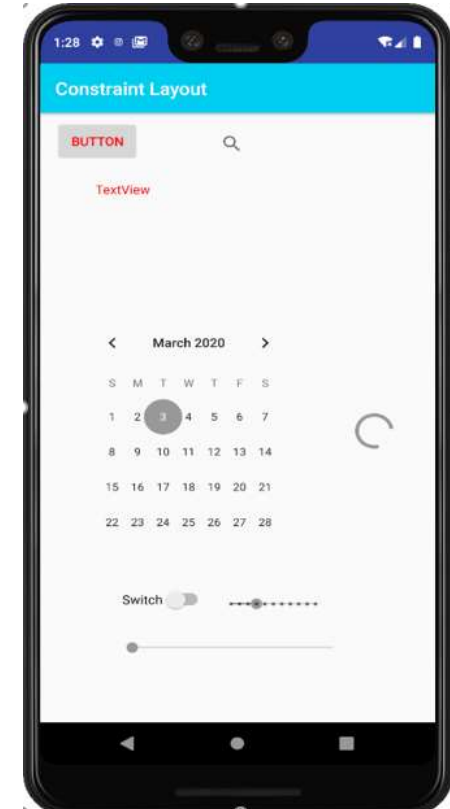 1:28
Constraint Layout
BUTTON
TextView
March 2020
S M T W T F S
1 2 3 4 5 6 7
8 9 10 11 12 13 14
15 16 17 18 19 20 21
22 23 24 25 26 27 28
Switch